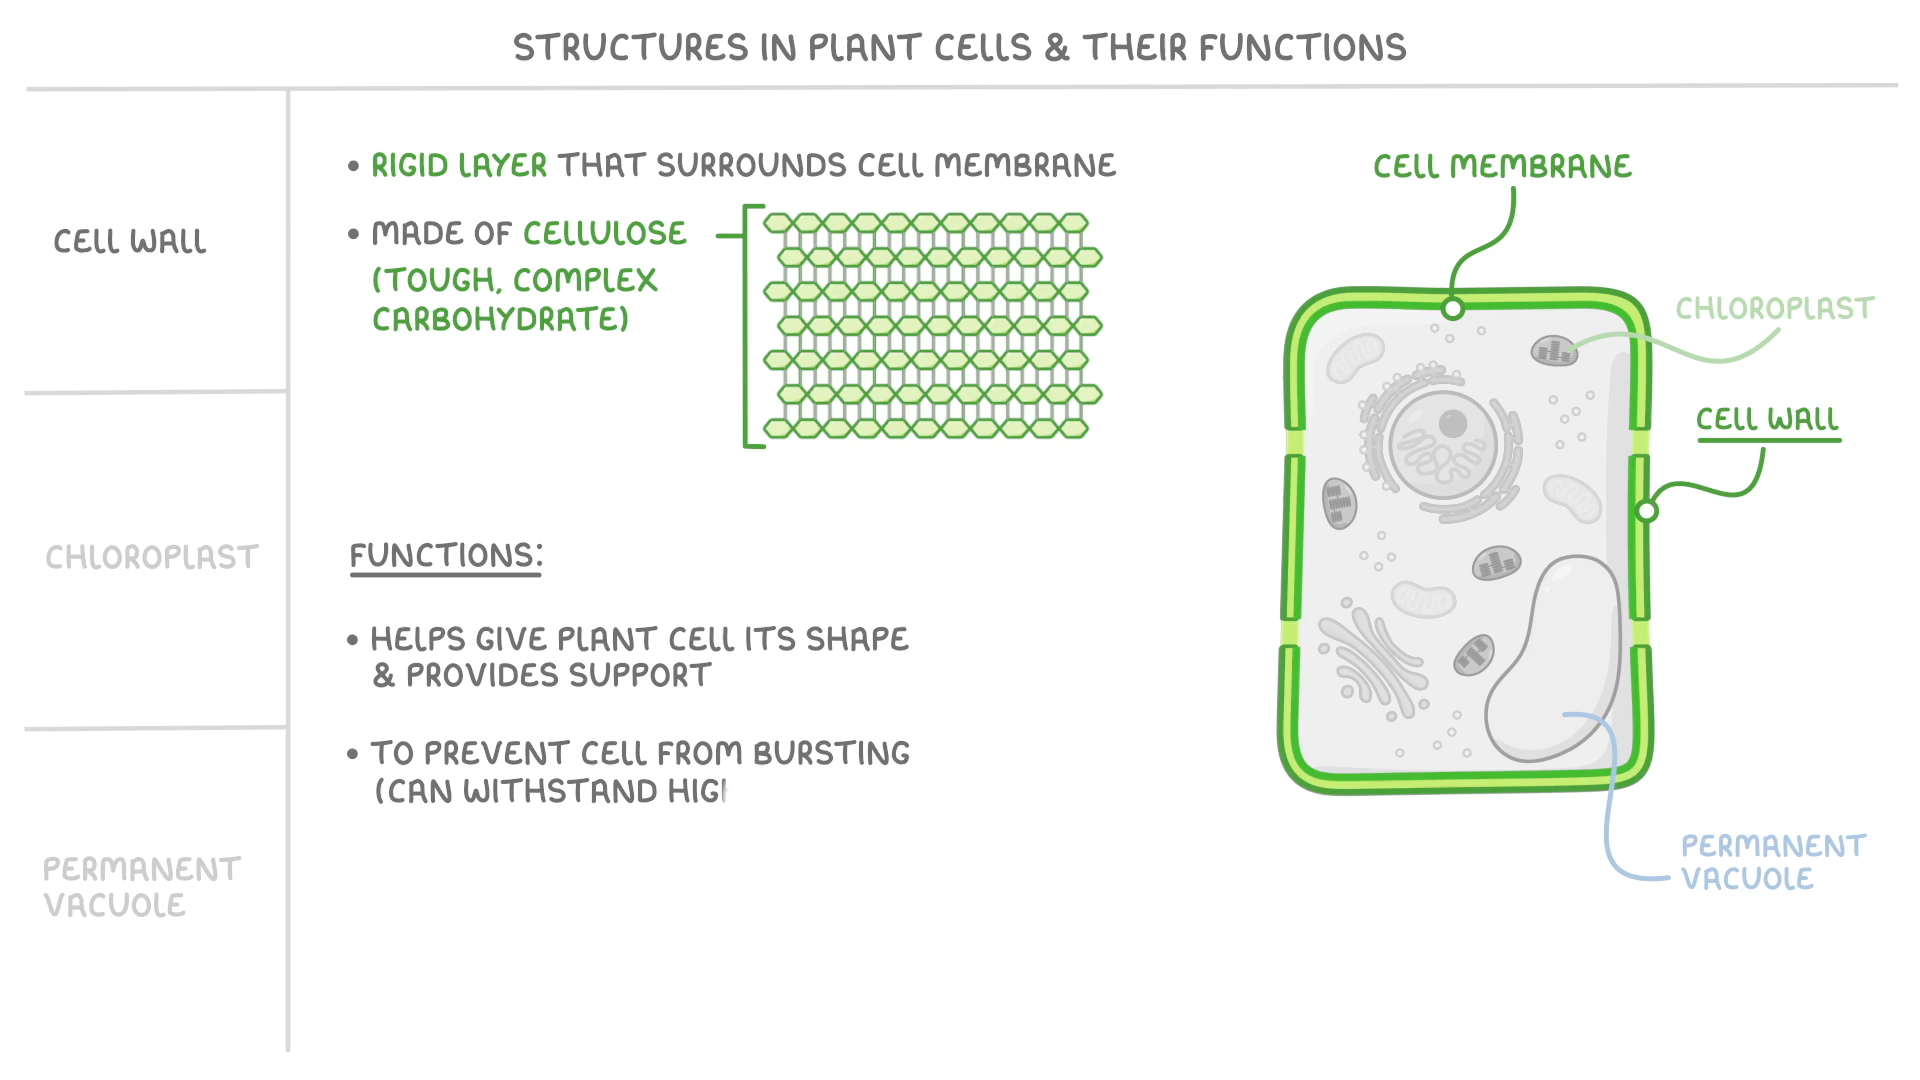 STRUCTURES IN PLANT CELLS & THEIR FUNCTIONS
CELL WALL
CHLOROPLAST
PERMANENT
VACUOLE
• RIGID LAYER THAT SURROUNDS CELL MEMBRANE
• MADE OF CELLULOSE
(TOUGH, COMPLEX
CARBOHYDRATE)
FUNCTIONS:
• HELPS GIVE PLANT CELL ITS SHAPE
& PROVIDES SUPPORT
• TO PREVENT CELL FROM BURSTING
(CAN WITHSTAND HIG
CELL MEMBRANE
CHLOROPLAST
CELL WALL
PERMANENT
VACUOLE